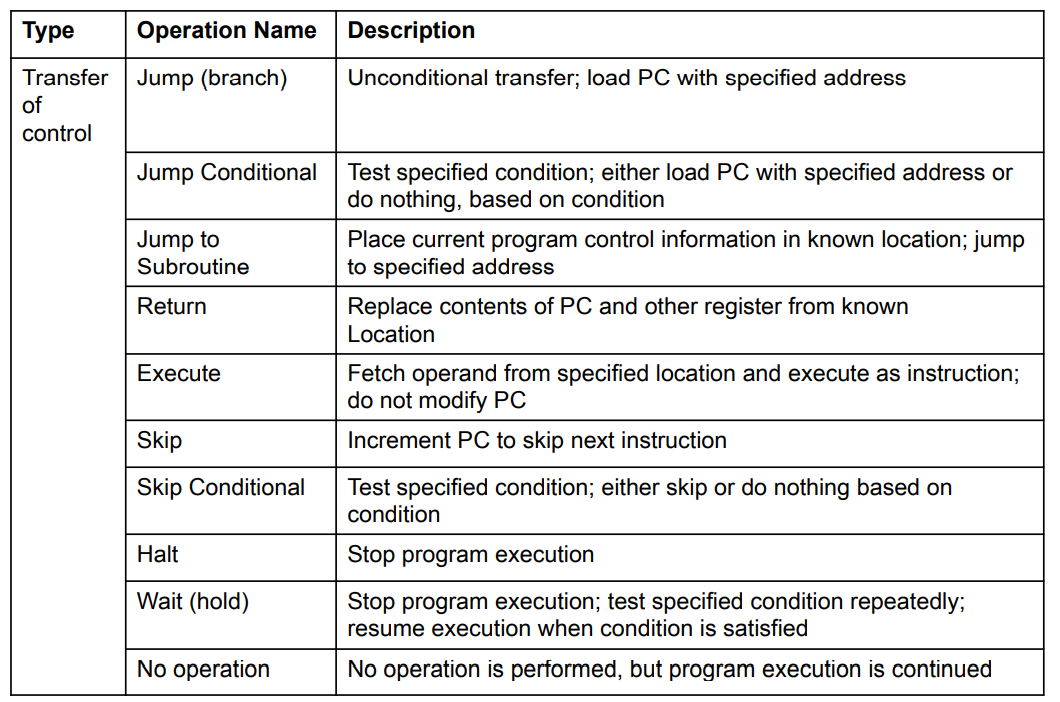 Type Operation Name Description
Transfer of control
Jump (branch) Unconditional transfer; load PC with specified address
Jump Conditional Test specified condition; either load PC with specified address or
do nothing, based on condition
Jump to
Subroutine
Place current program control information in known location; jump
to specified address
Return Replace contents of PC and other register from known
Location
Execute Fetch operand from specified location and execute as instruction;
do not modify PC
Skip Increment PC to skip next instruction
Skip Conditional Test specified condition; either skip or do nothing based on
condition
Halt Stop program execution
Wait (hold) Stop program execution; test specified condition repeatedly;
resume execution when condition is satisfied
No operation No operation is performed, but program execution is continued